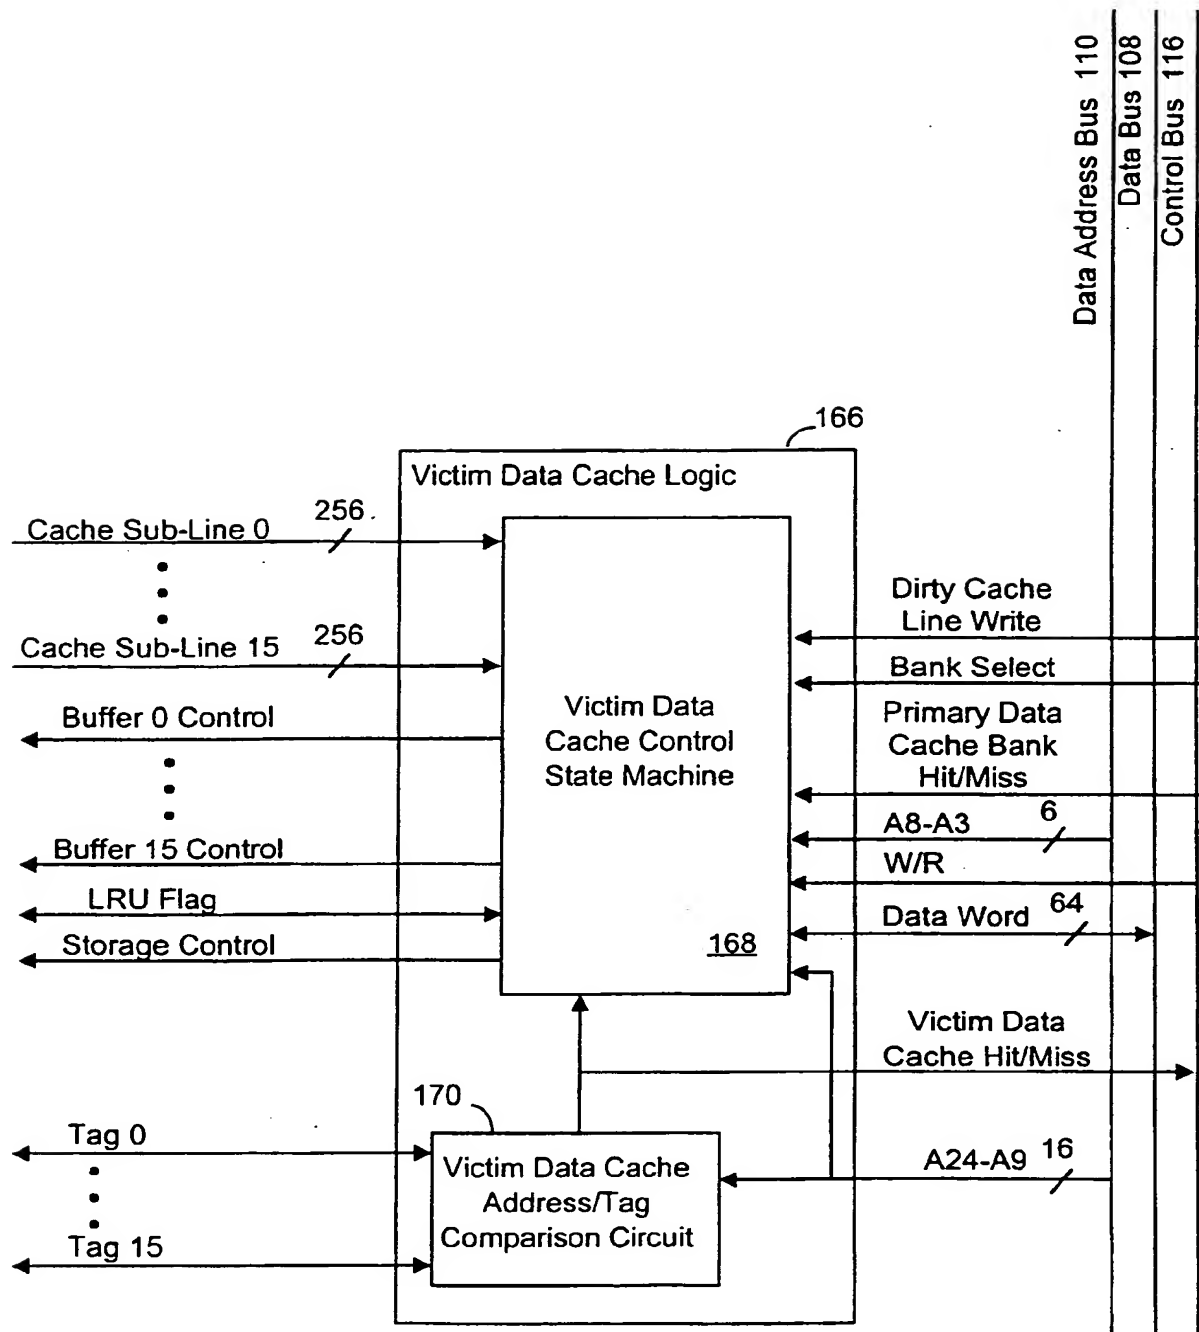 Data Address Bus 110
Data Bus 108
Control Bus 116
166
Victim Data Cache Logic
Cache Sub-Line 0
256
Cache Sub-Line 15
256
Buffer 0 Control
Buffer 15 Control
LRU Flag
Storage Control
Victim Data
Cache Control
State Machine
168
Dirty Cache
Line Write
Bank Select
Primary Data
Cache Bank
Hit/Miss
A8-A3
6
W/R
Data Word
64
Victim Data
Cache Hit/Miss
170
Tag 0
Tag 15
Victim Data Cache
Address/Tag
Comparison Circuit
A24-A9
16